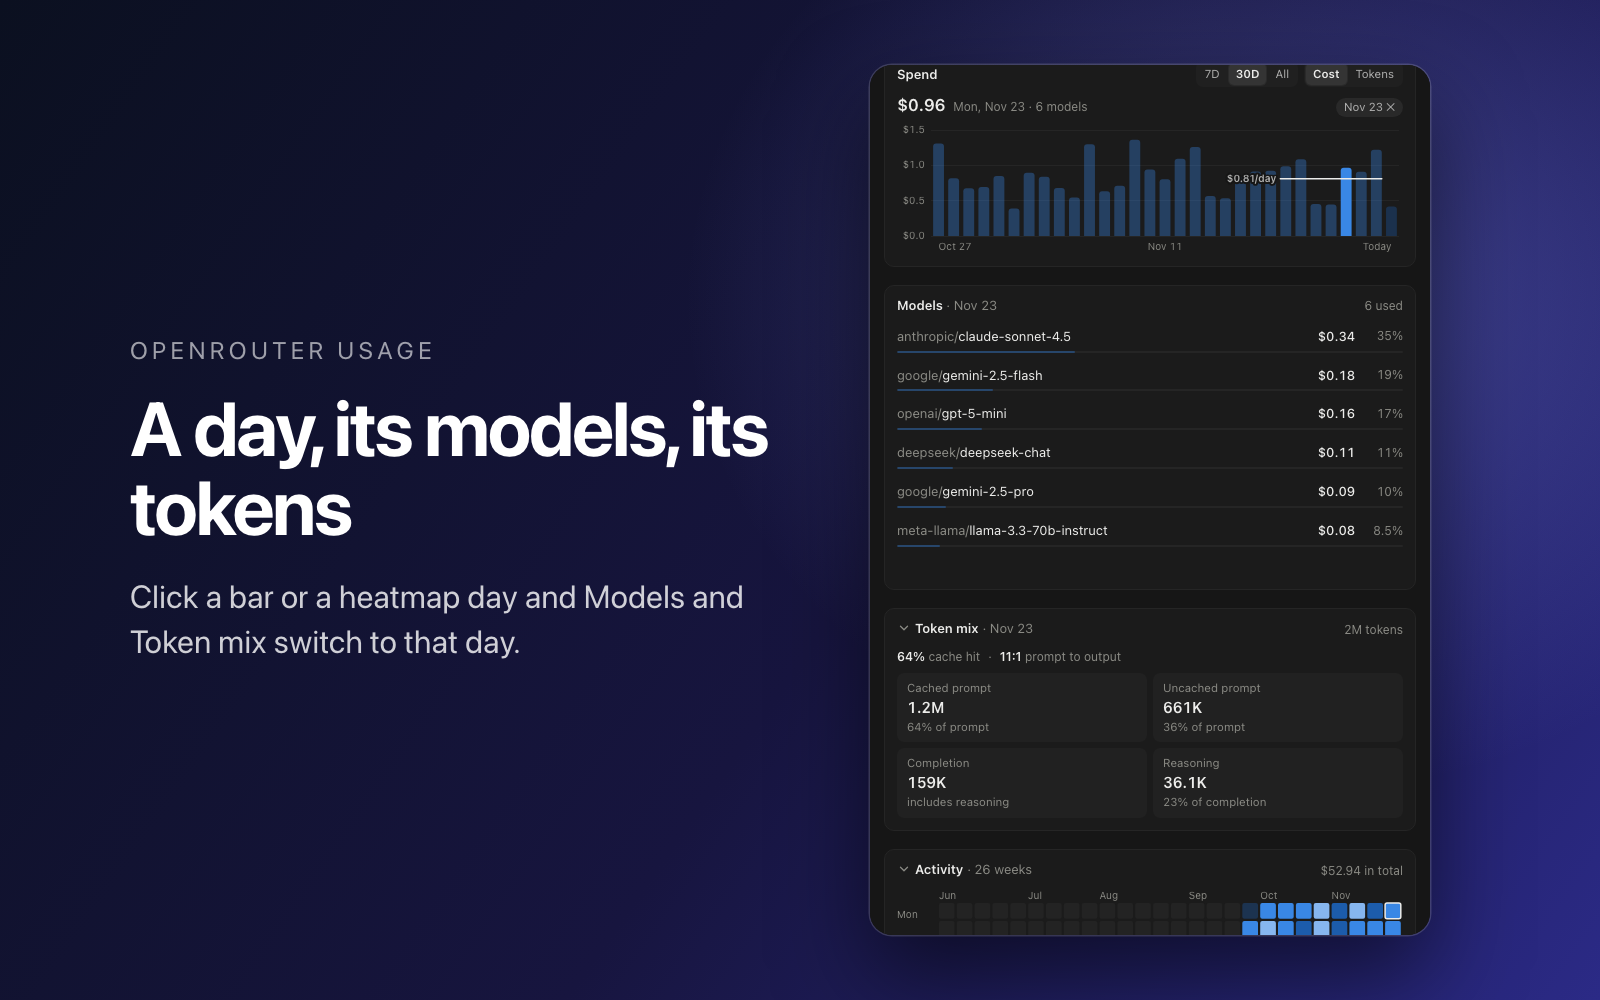 OPENROUTER USAGE
A day, its models, its
tokens
Click a bar or a heatmap day and Models and
Token mix switch to that day.
Spend
7D 30D All Cost Tokens
$0.96 Mon, Nov 23 · 6 models
Nov 23 ×
$1.5
$1.0
$0.5
$0.0
$0.81/day
Oct 27 Nov 11 Today
Models · Nov 23 6 used
anthropic/claude-sonnet-4.5 $0.34 35%
google/gemini-2.5-flash $0.18 19%
openai/gpt-5-mini $0.16 17%
deepseek/deepseek-chat $0.11 11%
google/gemini-2.5-pro $0.09 10%
meta-llama/llama-3.3-70b-instruct $0.08 8.5%
Token mix · Nov 23 2M tokens
64% cache hit · 11:1 prompt to output
Cached prompt
1.2M
64% of prompt
Uncached prompt
661K
36% of prompt
Completion
159K
includes reasoning
Reasoning
36.1K
23% of completion
Activity · 26 weeks $52.94 in total
Jun Jul Aug Sep Oct Nov
Mon